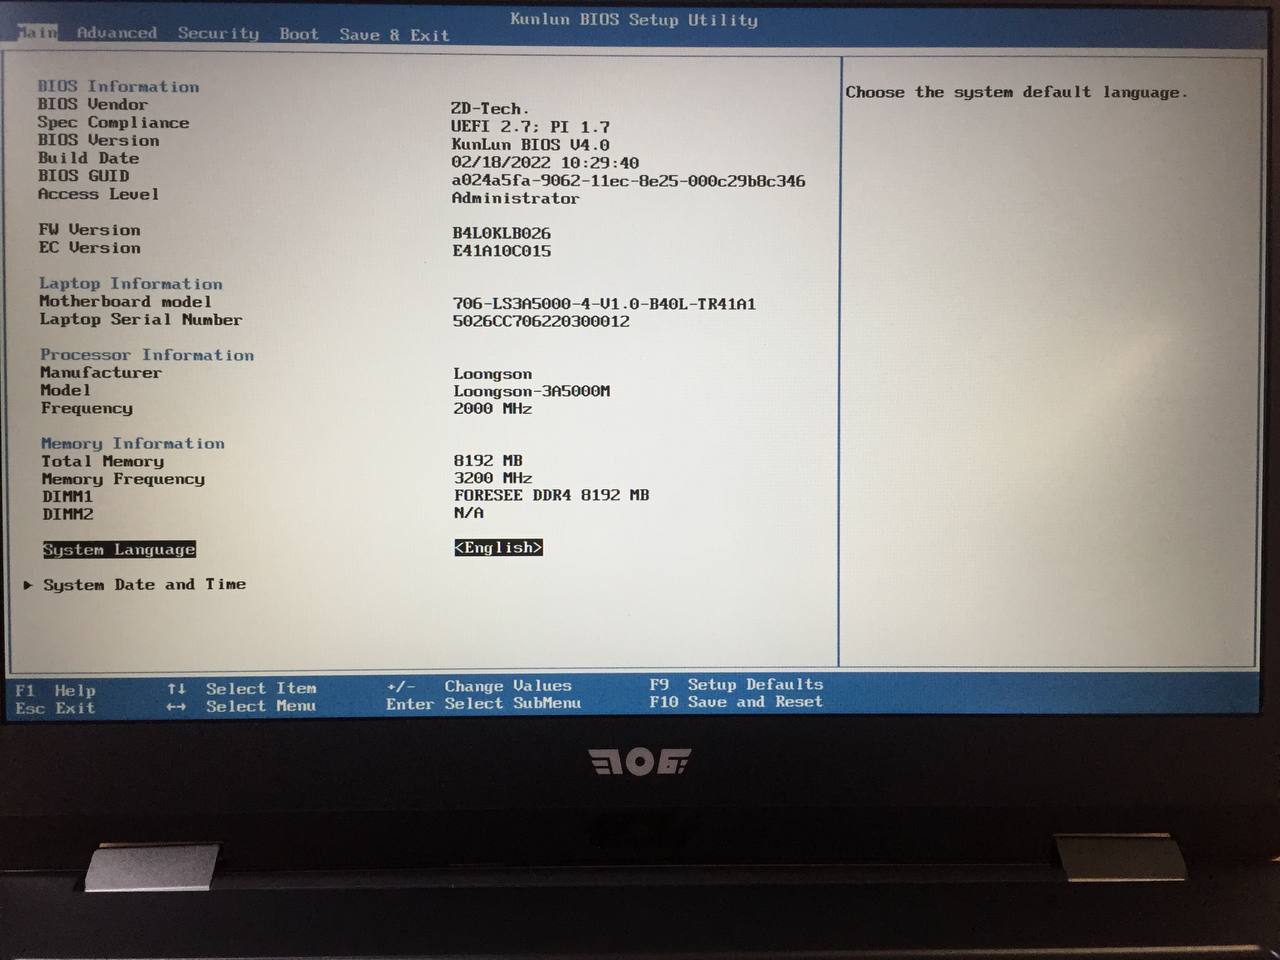 Kunlun BIOS Setup Utility
Main Advanced Security Boot Save & Exit
BIOS Information
BIOS Vendor ZD-Tech.
Spec Compliance UEFI 2.7; PI 1.7
BIOS Version KunLun BIOS V4.0
Build Date 02/18/2022 10:29:40
BIOS GUID a024a5fa-9062-11ec-8e25-000c29b8c346
Access Level Administrator
FW Version B4L0KLB026
EC Version E41A10C015
Laptop Information
Motherboard model 706-LS3A5000-4-V1.0-B40L-TR41A1
Laptop Serial Number 5026CC706220300012
Processor Information
Manufacturer Loongson
Model Loongson-3A5000M
Frequency 2000 MHz
Memory Information
Total Memory 8192 MB
Memory Frequency 3200 MHz
DIMM1 FORESEE DDR4 8192 MB
DIMM2 N/A
System Language <English>
► System Date and Time
Choose the system default language.
F1 Help ↑↓ Select Item +/- Change Values F9 Setup Defaults
Esc Exit ←→ Select Menu Enter Select SubMenu F10 Save and Reset
706